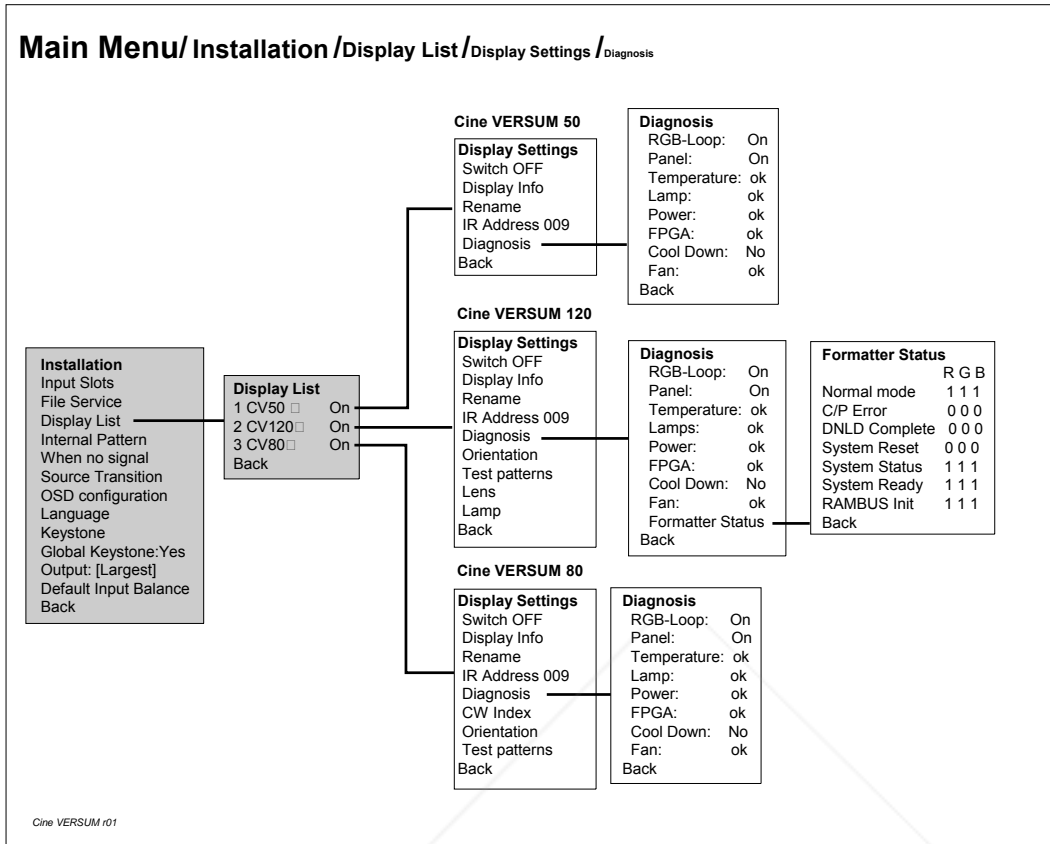 Main Menu/ Installation /Display List /Display Settings /Diagnosis
Cine VERSUM 50
Display Settings
Switch OFF
Display Info
Rename
IR Address 009
Diagnosis
Back
Diagnosis
RGB-Loop: On
Panel: On
Temperature: ok
Lamp: ok
Power: ok
FPGA: ok
Cool Down: No
Fan: ok
Back
Installation
Input Slots
File Service
Display List
Internal Pattern
When no signal
Source Transition
OSD configuration
Language
Keystone
Global Keystone:Yes
Output: [Largest]
Default Input Balance
Back
Display List
1 CV50 □ On
2 CV120□ On
3 CV80□ On
Back
Cine VERSUM 120
Display Settings
Switch OFF
Display Info
Rename
IR Address 009
Diagnosis
Orientation
Test patterns
Lens
Lamp
Back
Diagnosis
RGB-Loop: On
Panel: On
Temperature: ok
Lamps: ok
Power: ok
FPGA: ok
Cool Down: No
Fan: ok
Formatter Status
Back
Formatter Status
R G B
Normal mode 1 1 1
C/P Error 0 0 0
DNLD Complete 0 0 0
System Reset 0 0 0
System Status 1 1 1
System Ready 1 1 1
RAMBUS Init 1 1 1
Back
Cine VERSUM 80
Display Settings
Switch OFF
Display Info
Rename
IR Address 009
Diagnosis
CW Index
Orientation
Test patterns
Back
Diagnosis
RGB-Loop: On
Panel: On
Temperature: ok
Lamp: ok
Power: ok
FPGA: ok
Cool Down: No
Fan: ok
Back
Cine VERSUM r01